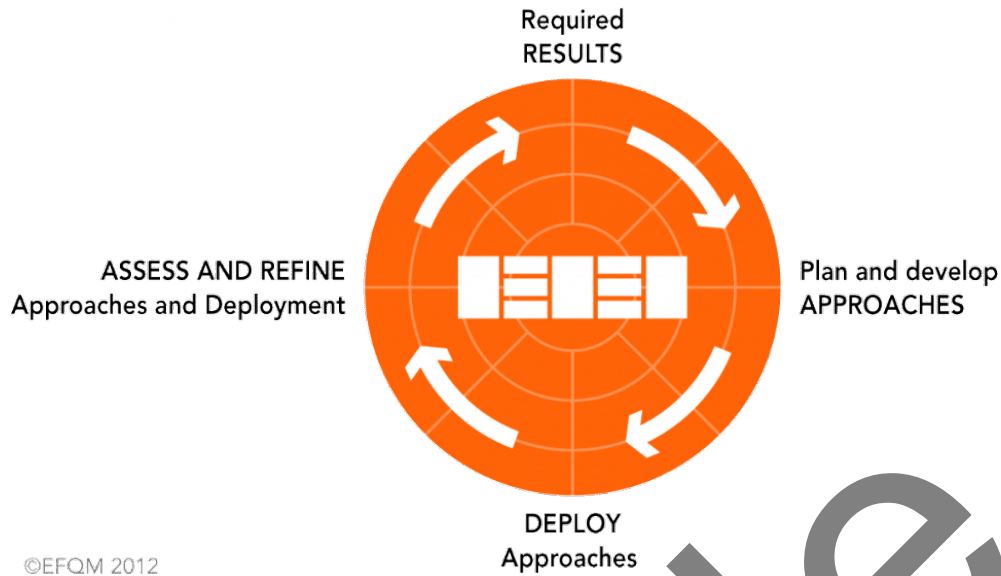 Required
RESULTS
ASSESS AND REFINE
Approaches and Deployment
Plan and develop
APPROACHES
DEPLOY
Approaches
©EFQM 2012